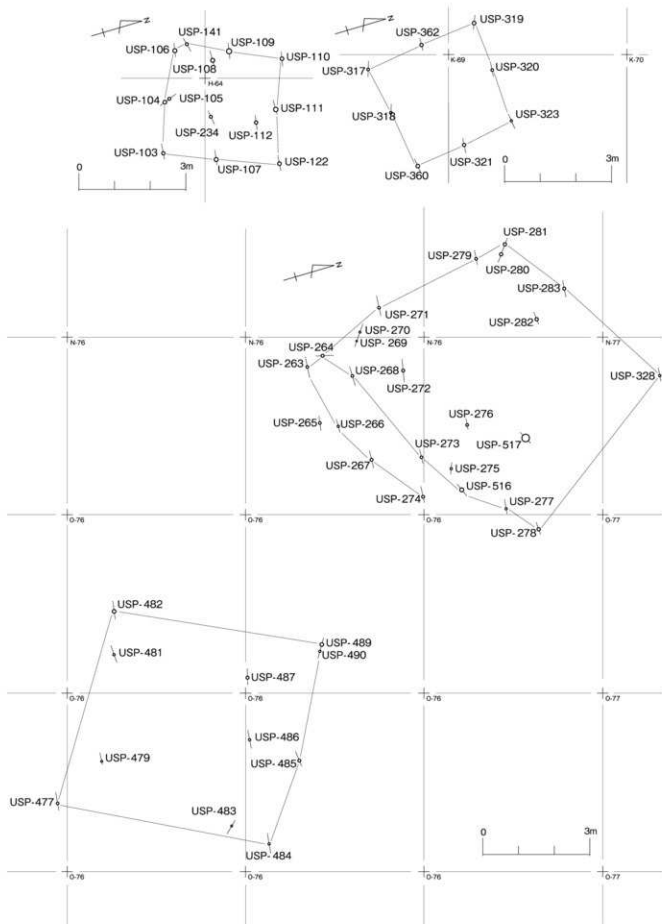 USP-141
USP-109
USP-106
USP-110
USP-108
H-64
USP-104
USP-105
USP-111
USP-234
USP-112
USP-103
USP-107
USP-122
0
3m
N
USP-319
USP-362
K-69
K-70
USP-317
USP-320
USP-318
USP-323
USP-321
USP-360
0
3m
N
N
USP-281
USP-279
USP-280
USP-283
USP-271
USP-282
USP-270
N-76
N-76
N-76
N-77
USP-269
USP-264
USP-263
USP-268
USP-272
USP-328
USP-276
USP-265
USP-266
USP-273
USP-517
USP-267
USP-275
USP-516
USP-274
USP-277
O-76
O-76
O-76
O-77
USP-278
USP-482
USP-489
USP-481
USP-490
USP-487
O-76
O-76
O-76
O-77
USP-486
USP-479
USP-485
USP-477
USP-483
0
3m
USP-484
O-76
O-76
O-76
O-77